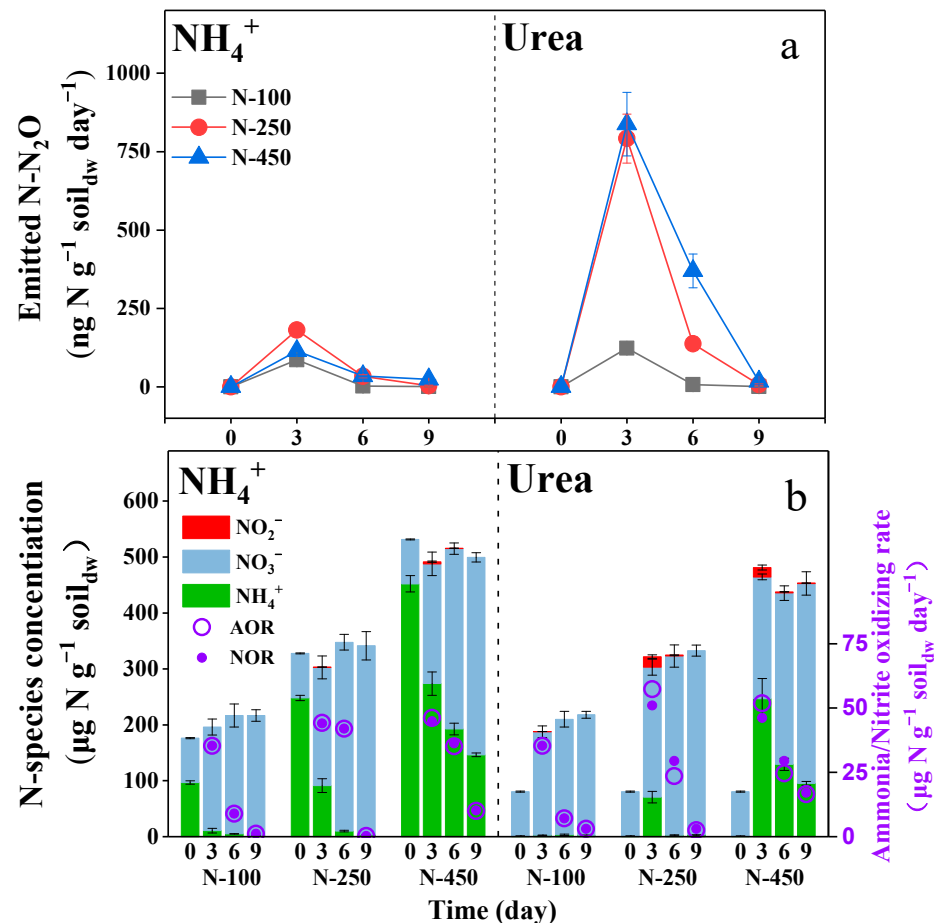 NH₄⁺ Urea a
N-100
N-250
N-450
Emitted N-N₂O
(ng N g⁻¹ soil_dw day⁻¹)
1000
750
500
250
0
0 3 6 9 0 3 6 9
NH₄⁺ Urea b
NO₂⁻
NO₃⁻
NH₄⁺
AOR
NOR
N-species concentration
(µg N g⁻¹ soil_dw)
600
500
400
300
200
100
0
75
50
25
0
Ammonia/Nitrite oxidizing rate
(µg N g⁻¹ soil_dw day⁻¹)
0 3 6 9 0 3 6 9 0 3 6 9 0 3 6 9 0 3 6 9 0 3 6 9
N-100 N-250 N-450 N-100 N-250 N-450
Time (day)